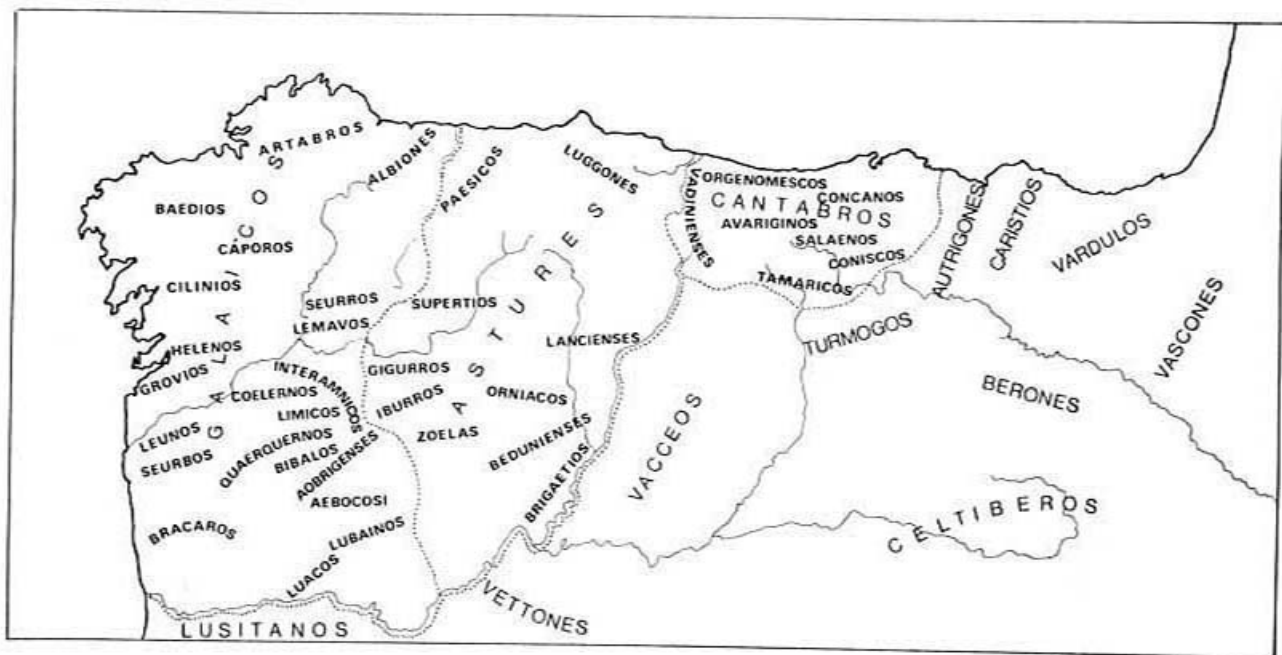 ARTABROS
ALBIONES
PAESICOS
LUGGONES
VADINIENSES
ORGENOMESCOS
CONCANOS
CANTABROS
AVARIGINOS
SALAENOS
CONISCOS
TAMARICOS
AUTRIGONES
CARISTIOS
VARDULOS
VASCONES
BAEDIOS
CÁPOROS
CILINIOS
GALAICOS
SEURROS
LEMAVOS
SUPERTIOS
ASTURES
LANCIENSES
TURMOGOS
BERONES
HELENOS
GROVIOS
COELERNOS
INTERAMNICOS
GIGURROS
IBURROS
ORNIACOS
LIMICOS
LEUNOS
SEURBOS
QUAERQUERNOS
BIBALOS
AOBRIGENSES
ZOELAS
BEDUNIENSES
BRIGAETIOS
VACCEOS
CELTIBEROS
AEBOCOSI
BRACAROS
LUBAINOS
LUACOS
VETTONES
LUSITANOS